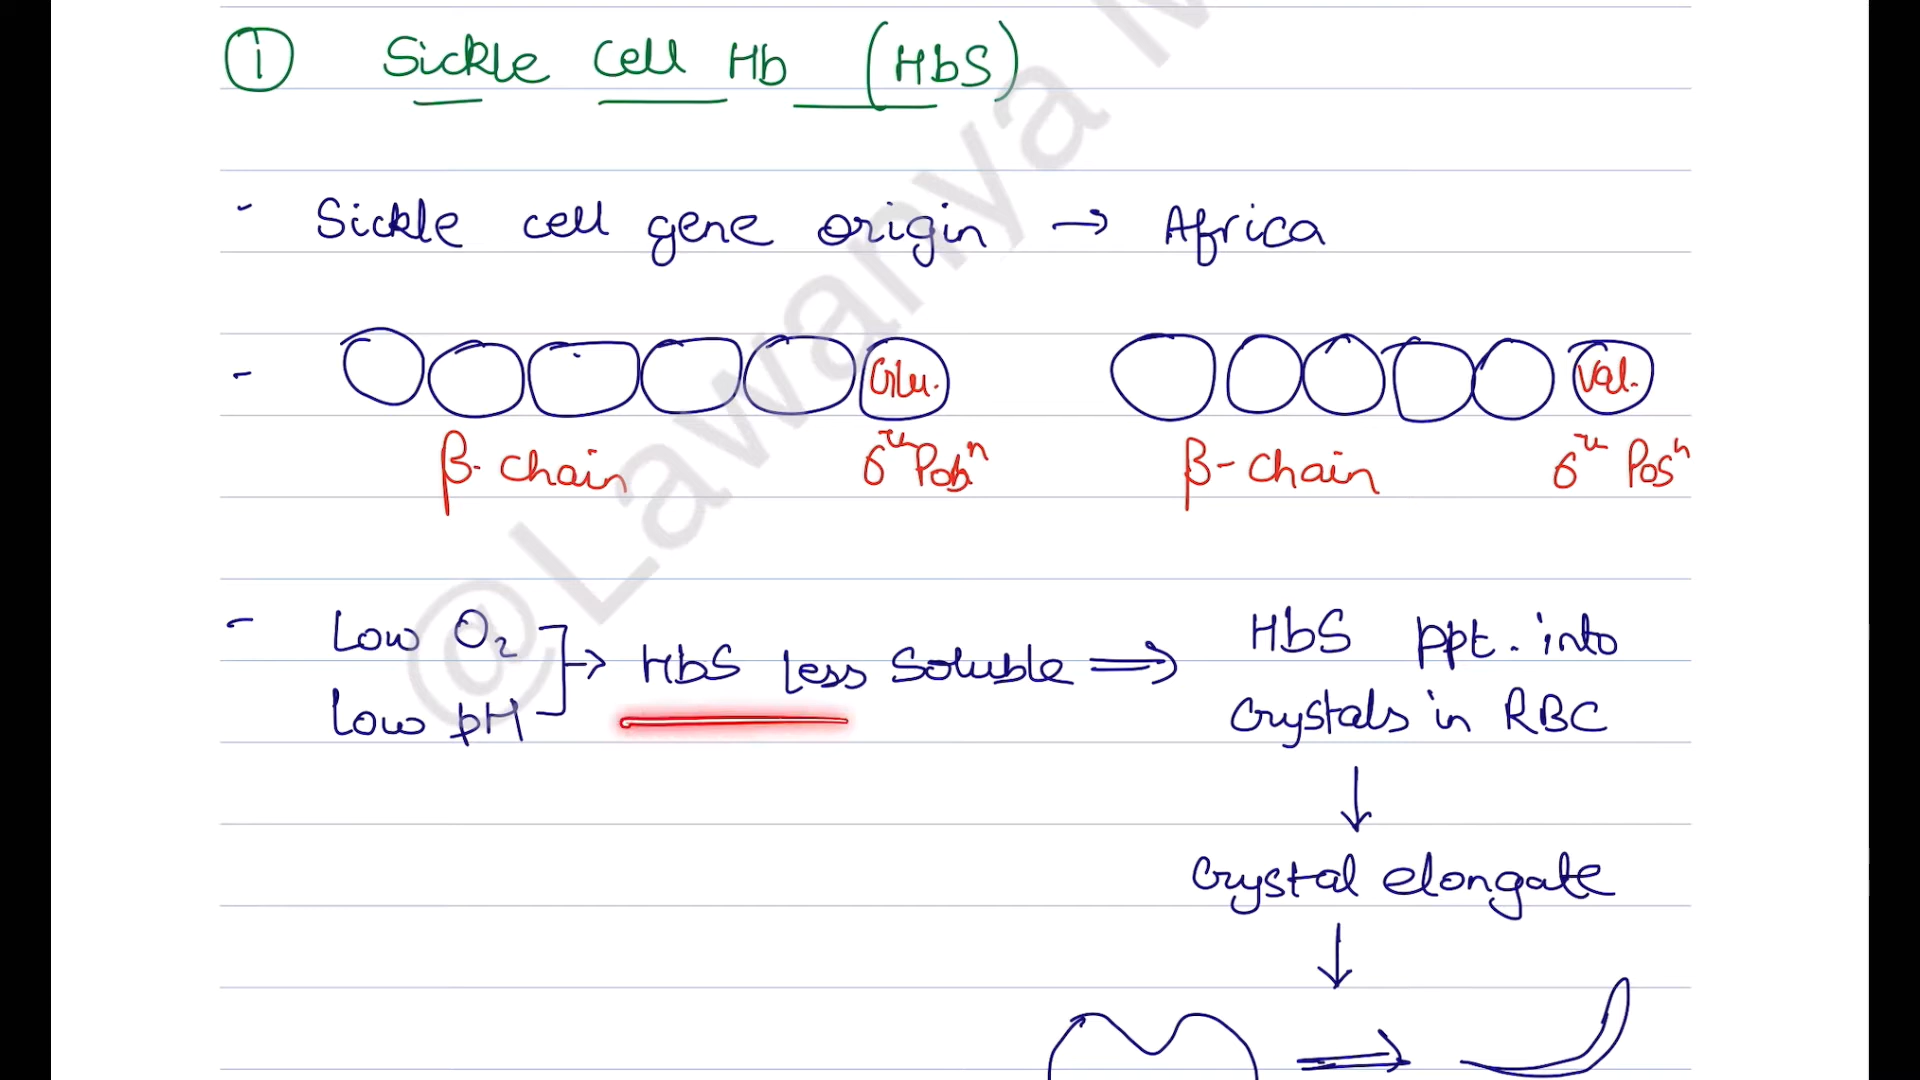 ① Sickle Cell Hb (HbS)
- Sickle cell gene origin → Africa
- Glu. Val.
β-chain 6th Posn β-chain 6th Posn
- Low O2
Low pH
→ HbS less soluble ⇒ HbS ppt. into
crystals in RBC
↓
Crystal elongate
↓
⇒
@Lawanya M